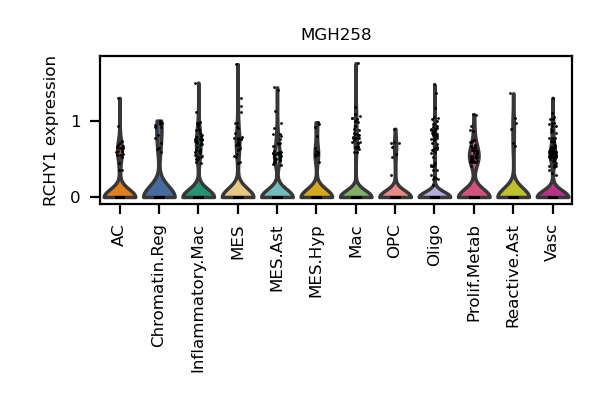 MGH258
RCHY1 expression
1
0
AC
Chromatin.Reg
Inflammatory.Mac
MES
MES.Ast
MES.Hyp
Mac
OPC
Oligo
Prolif.Metab
Reactive.Ast
Vasc